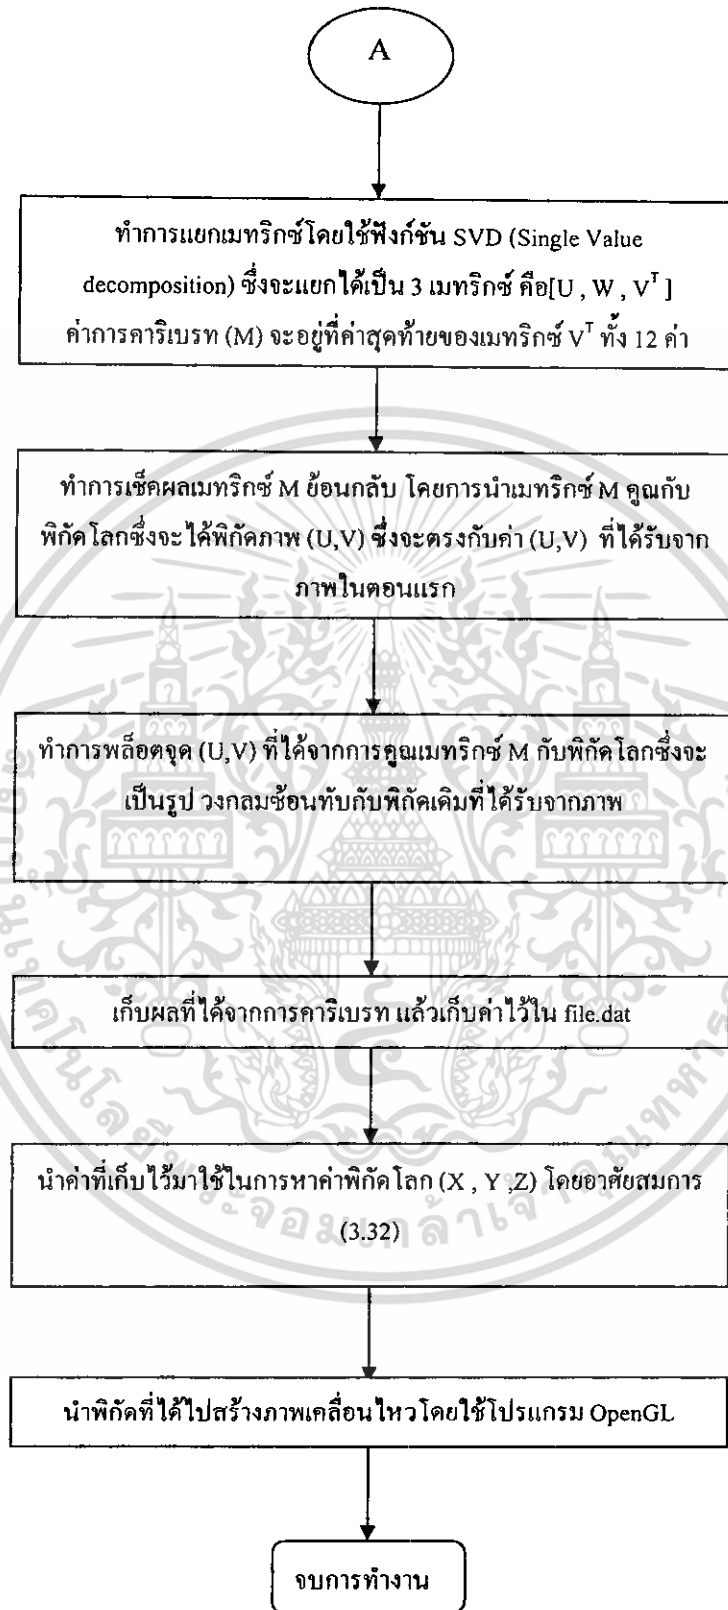 A
ทำการแยกเมทริกซ์โดยใช้ฟังก์ชัน SVD (Single Value
decomposition) ซึ่งจะแยกได้เป็น 3 เมทริกซ์ คือ[U , W , Vᵀ ]
ค่าการคาริเบรท (M) จะอยู่ที่ค่าสุดท้ายของเมทริกซ์ Vᵀ ทั้ง 12 ค่า
ทำการเช็คผลเมทริกซ์ M ย้อนกลับ โดยการนำเมทริกซ์ M คูณกับ
พิกัดโลกซึ่งจะได้พิกัดภาพ (U,V) ซึ่งจะตรงกับค่า (U,V) ที่ได้รับจาก
ภาพในตอนแรก
ทำการพล็อตจุด (U,V) ที่ได้จากการคูณเมทริกซ์ M กับพิกัดโลกซึ่งจะ
เป็นรูป วงกลมซ้อนทับกับพิกัดเดิมที่ได้รับจากภาพ
เก็บผลที่ได้จากการคาริเบรท แล้วเก็บค่าไว้ใน file.dat
นำค่าที่เก็บไว้มาใช้ในการหาค่าพิกัดโลก (X , Y ,Z) โดยอาศัยสมการ
(3.32)
นำพิกัดที่ได้ไปสร้างภาพเคลื่อนไหวโดยใช้โปรแกรม OpenGL
จบการทำงาน